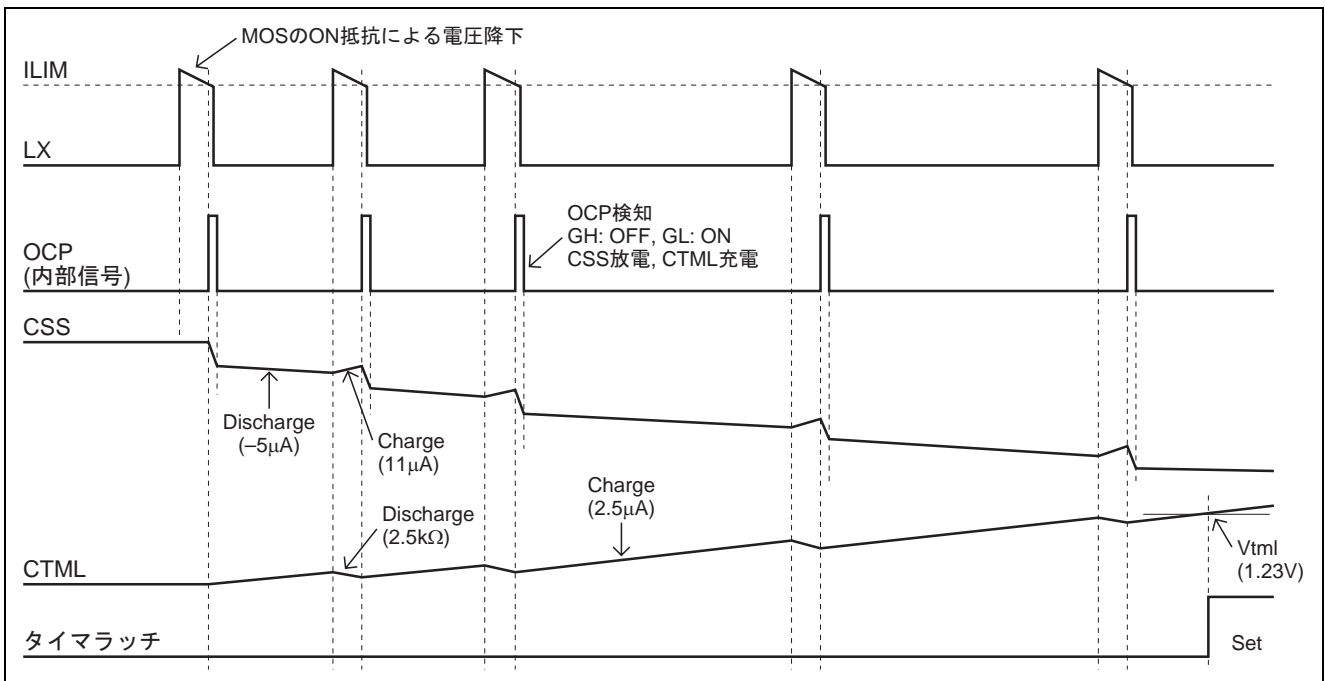 MOSのON抵抗による電圧降下
ILIM
LX
OCP検知
GH: OFF, GL: ON
CSS放電, CTML充電
OCP
(内部信号)
CSS
Discharge
(–5μA)
Charge
(11μA)
Charge
(2.5μA)
Discharge
(2.5kΩ)
Vtml
(1.23V)
CTML
タイマラッチ
Set